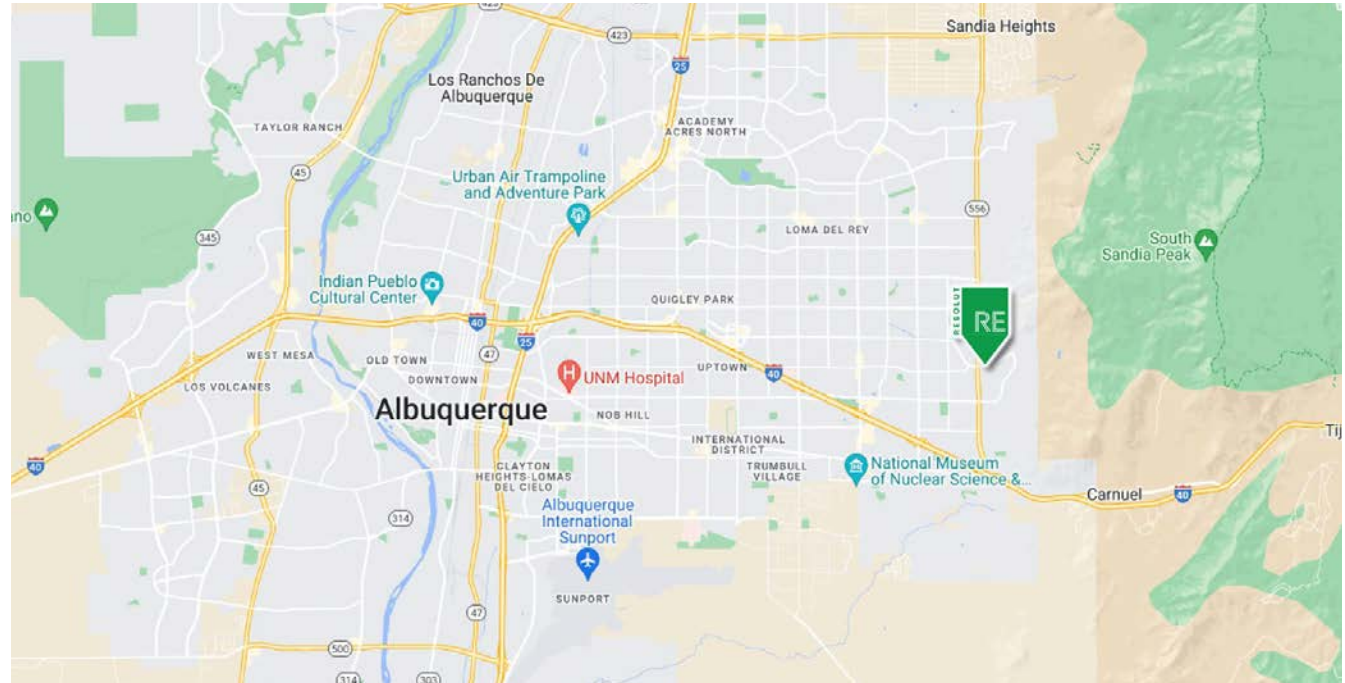 423
423
Sandia Heights
25
Los Ranchos De
Albuquerque
TAYLOR RANCH
ACADEMY
ACRES NORTH
45
Urban Air Trampoline
and Adventure Park
556
ano
345
LOMA DEL REY
South
Sandia Peak
Indian Pueblo
Cultural Center
QUIGLEY PARK
RESOLUT
RE
40
25
47
WEST MESA
OLD TOWN
UPTOWN
40
LOS VOLCANES
DOWNTOWN
UNM Hospital
Albuquerque
NOB HILL
INTERNATIONAL
DISTRICT
Tij
40
CLAYTON
HEIGHTS-LOMAS
DEL CIELO
TRUMBULL
VILLAGE
National Museum
of Nuclear Science &...
45
Carnuel
40
314
Albuquerque
International
Sunport
SUNPORT
47
500
314
303